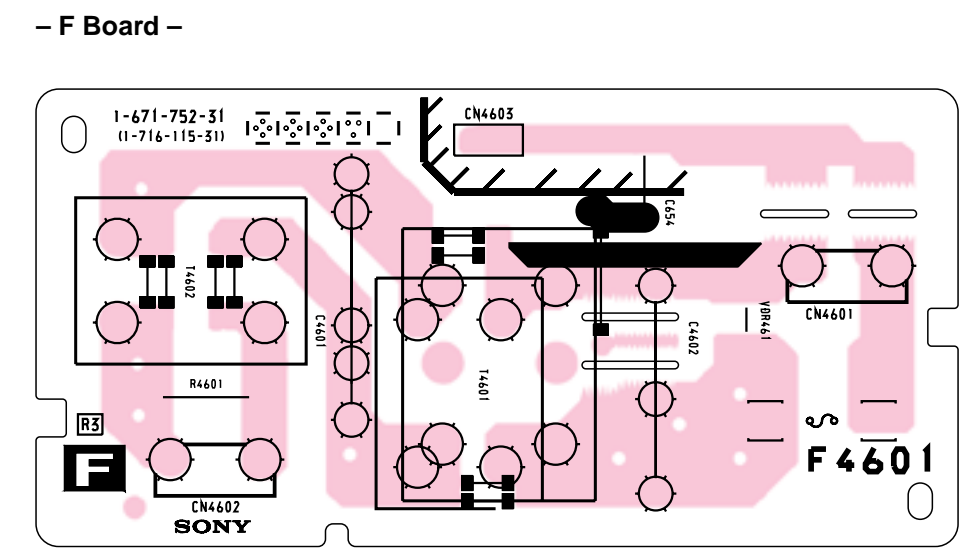 – F Board –
1-671-752-31
(1-716-115-31)
CN4603
C654
T4602
C4601
C4602
VDR461
CN4601
R4601
T4601
R3
F
F4601
CN4602
SONY